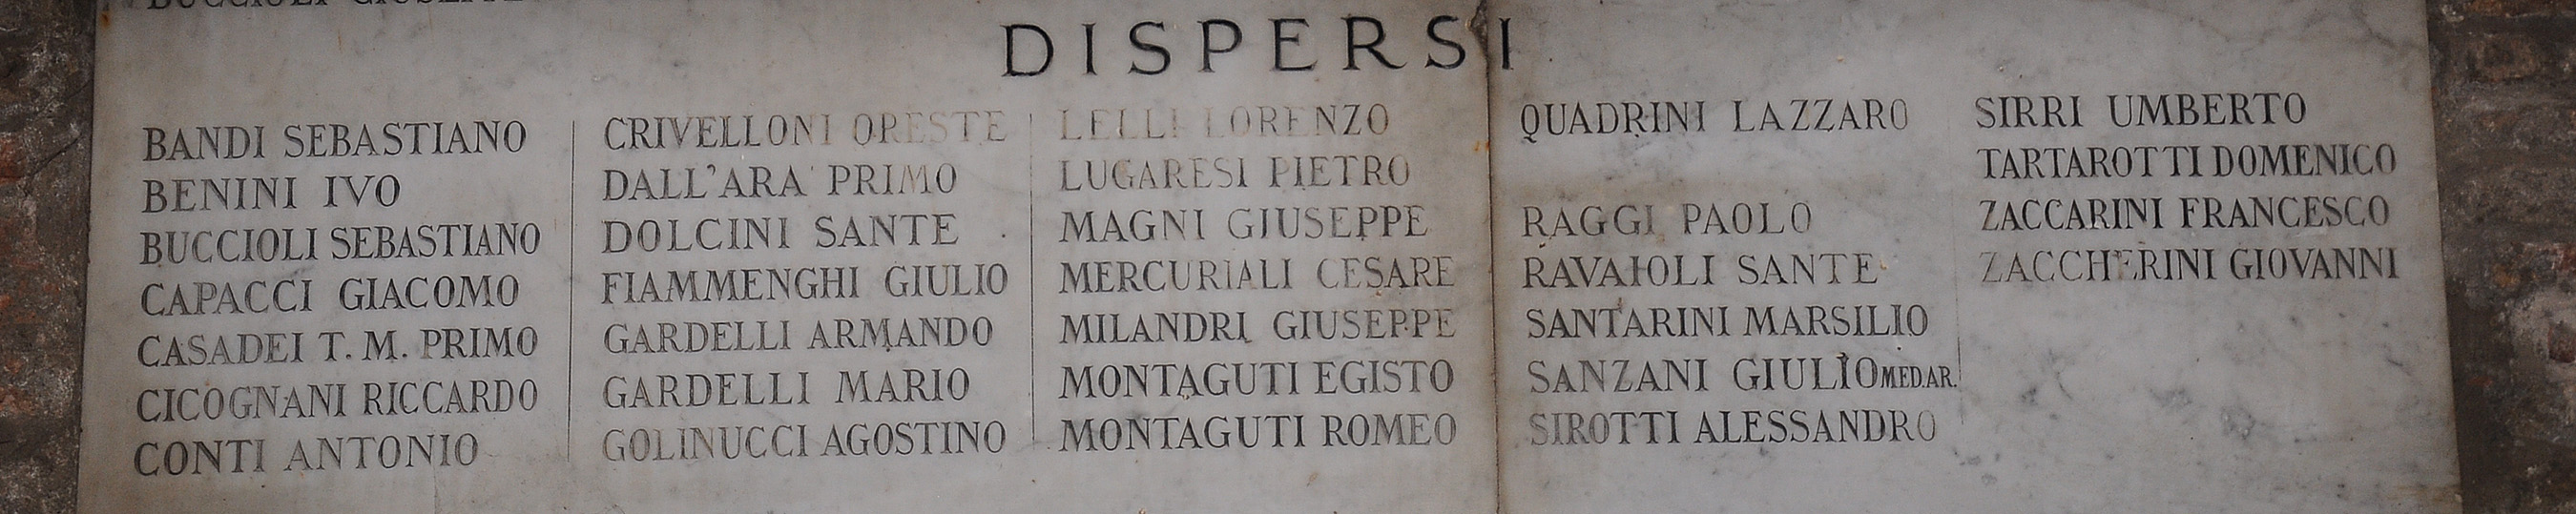 BUCCIOLI GIUSEPPE
DISPERSI
BANDI SEBASTIANO
BENINI IVO
BUCCIOLI SEBASTIANO
CAPACCI GIACOMO
CASADEI T. M. PRIMO
CICOGNANI RICCARDO
CONTI ANTONIO
CRIVELLONI ORESTE
DALL'ARA PRIMO
DOLCINI SANTE
FIAMMENGHI GIULIO
GARDELLI ARMANDO
GARDELLI MARIO
GOLINUCCI AGOSTINO
LELLI LORENZO
LUGARESI PIETRO
MAGNI GIUSEPPE
MERCURIALI CESARE
MILANDRI GIUSEPPE
MONTAGUTI EGISTO
MONTAGUTI ROMEO
QUADRINI LAZZARO
RAGGI PAOLO
RAVAIOLI SANTE
SANTARINI MARSILIO
SANZANI GIULIO MED.AR.
SIROTTI ALESSANDRO
SIRRI UMBERTO
TARTAROTTI DOMENICO
ZACCARINI FRANCESCO
ZACCHERINI GIOVANNI